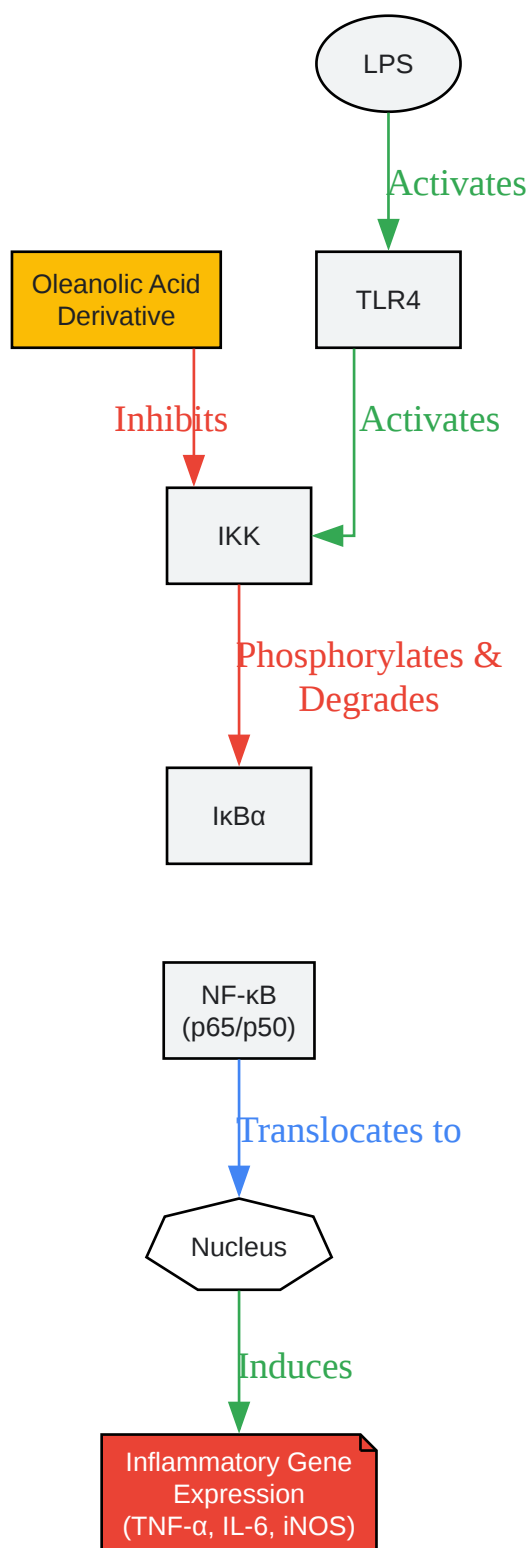 LPS
Activates
Oleanolic Acid
Derivative
TLR4
Inhibits
Activates
IKK
Phosphorylates &
Degrades
IκBα
NF-κB
(p65/p50)
Translocates to
Nucleus
Induces
Inflammatory Gene
Expression
(TNF-α, IL-6, iNOS)